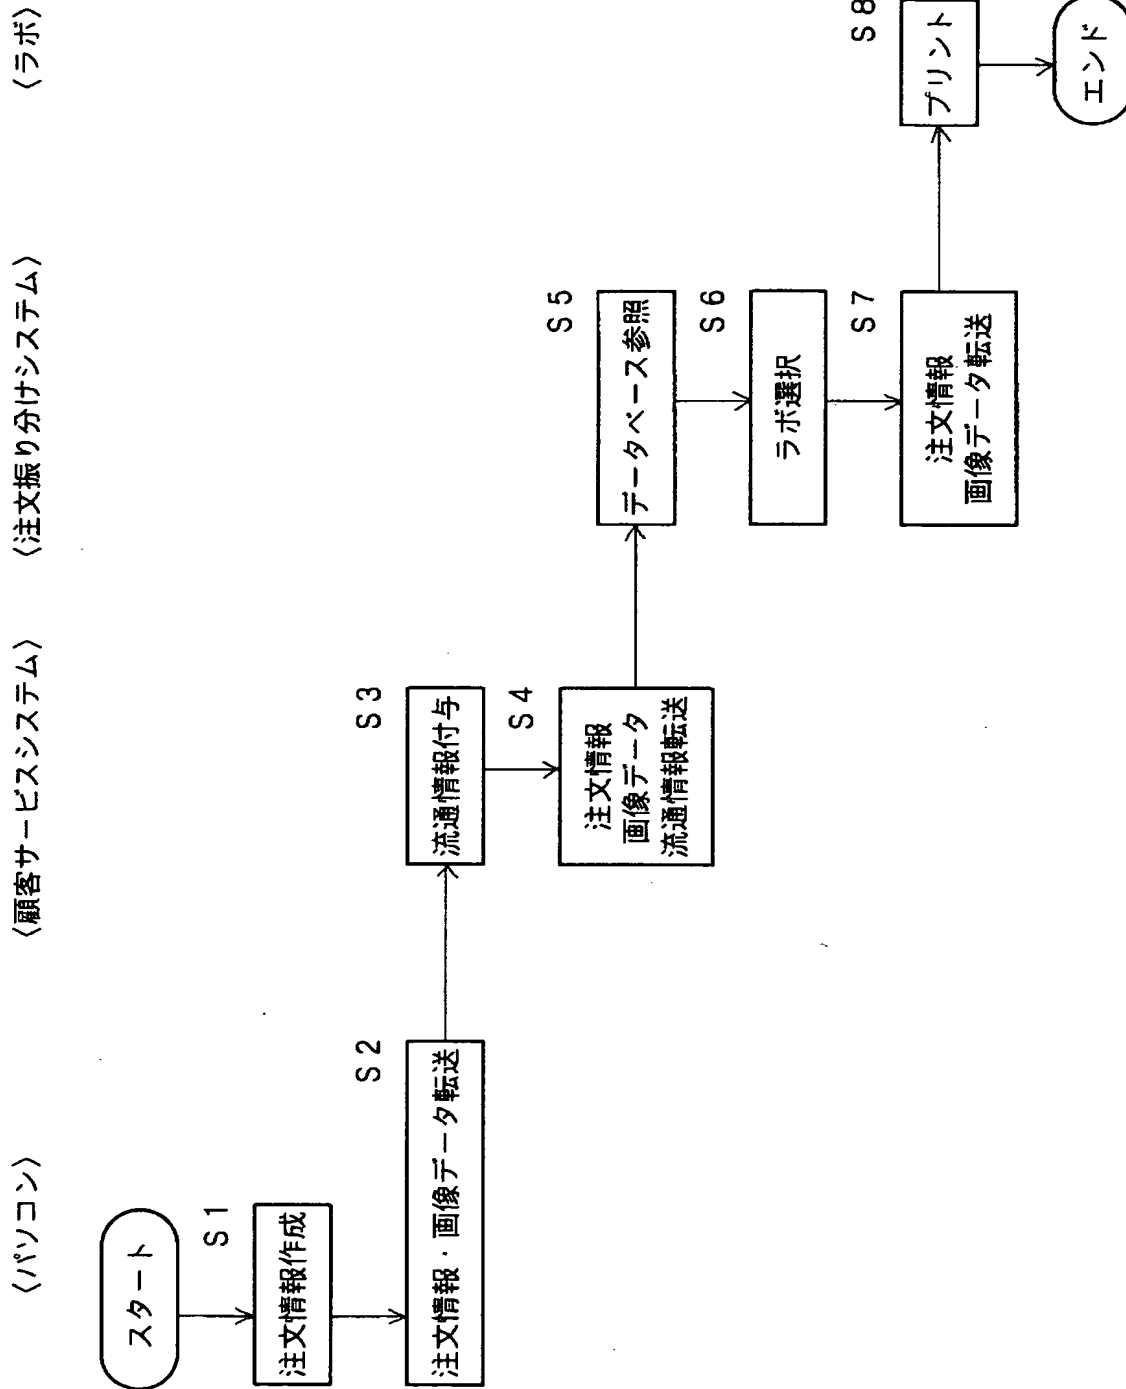 〈パソコン〉
〈顧客サービスシステム〉
〈注文振り分けシステム〉
〈ラボ〉
スタート
S1
注文情報作成
S2
注文情報・画像データ転送
S3
流通情報付与
S4
注文情報
画像データ
流通情報転送
S5
データベース参照
S6
ラボ選択
S7
注文情報
画像データ転送
S8
プリント
エンド